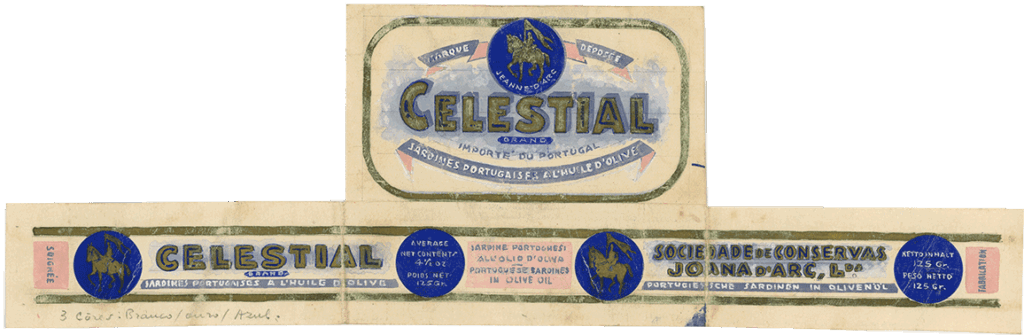 MARQUE DEPOSÉE
JEANNE-D'ARC
CELESTIAL
BRAND
IMPORTÉ DU PORTUGAL
SARDINES PORTUGAISES A L'HUILE D'OLIVE
SOIGNÉE
CELESTIAL
BRAND
SARDINES PORTUGAISES A L'HUILE D'OLIVE
AVERAGE
NET CONTENTS
4½ OZ
POIDS NET:
125 Gr.
SARDINE PORTOGHESI
ALL'OLIO D'OLIVA
PORTUGUESE SARDINES
IN OLIVE OIL
SOCIEDADE DE CONSERVAS
JOANA D'ARC, LDA
PORTUGIESISCHE SARDINEN IN OLIVENÖL
NETTOINHALT
125 Gr.
PESO NETTO
125 Gr.
FABRICATION
3 Côres: Branco/ouro/Azul.